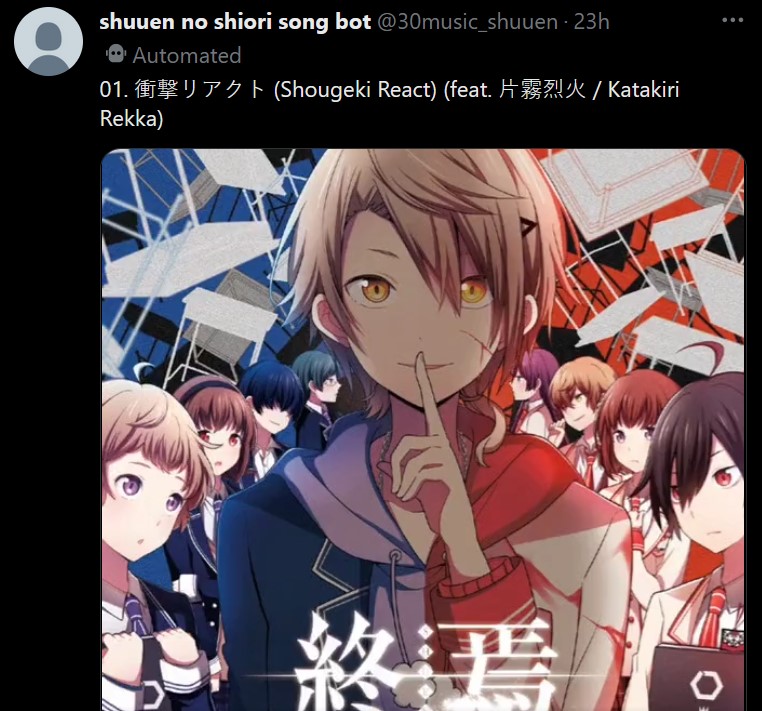 shuuen no shiori song bot @30music_shuuen · 23h
Automated
01. 衝撃リアクト (Shougeki React) (feat. 片霧烈火 / Katakiri
Rekka)
終焉